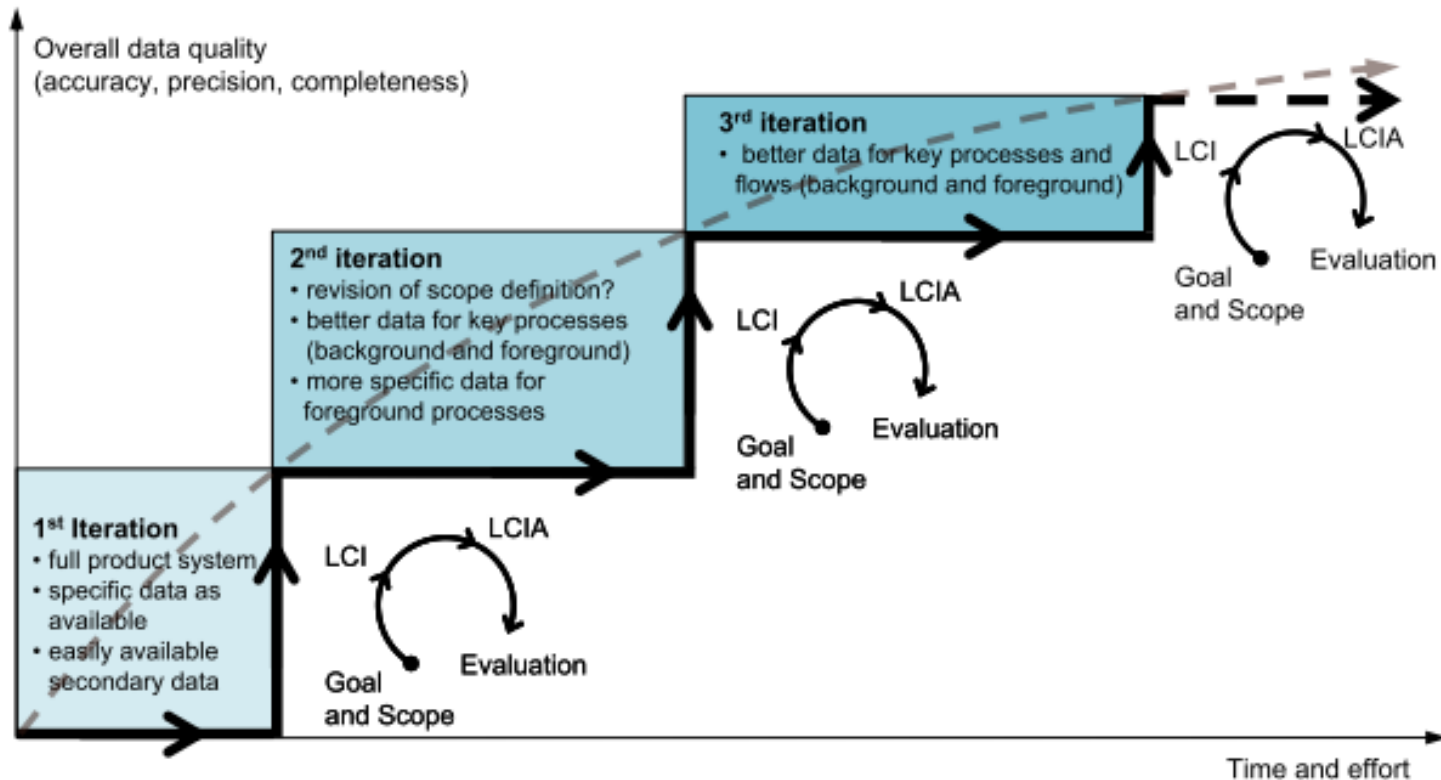 Overall data quality
(accuracy, precision, completeness)
3rd iteration
• better data for key processes and
flows (background and foreground)
LCI
LCIA
Goal
and Scope
Evaluation
2nd iteration
• revision of scope definition?
• better data for key processes
(background and foreground)
• more specific data for
foreground processes
LCI
LCIA
Goal
and Scope
Evaluation
1st Iteration
• full product system
• specific data as
available
• easily available
secondary data
LCI
LCIA
Goal
and Scope
Evaluation
Time and effort